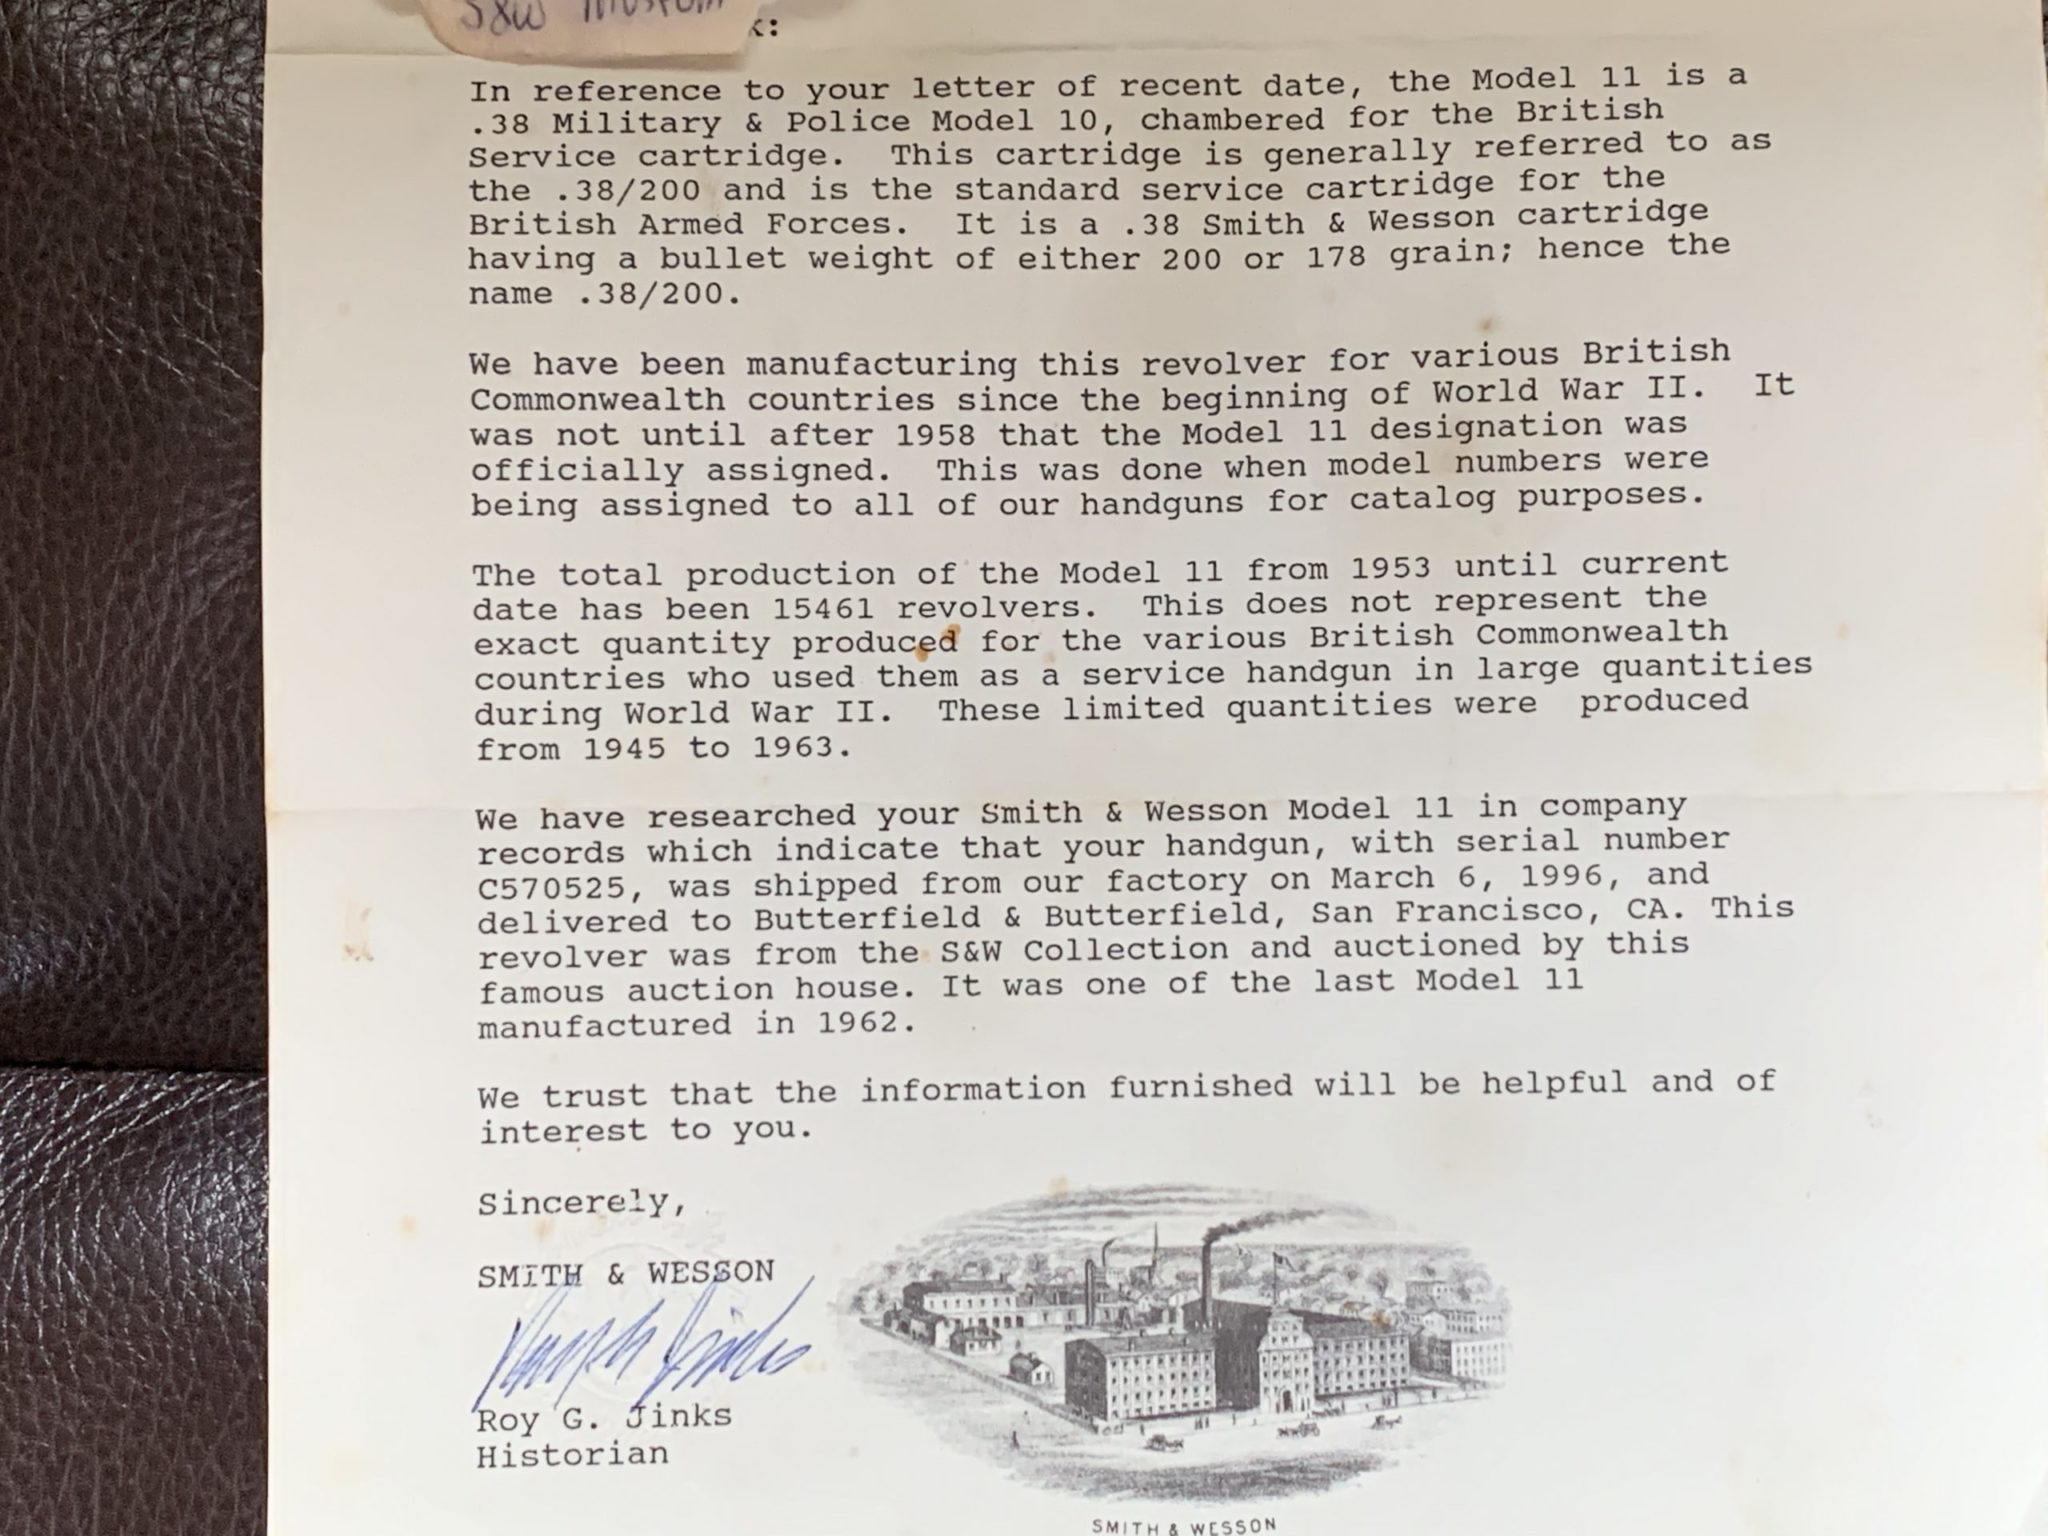 S&W Museum
k:
In reference to your letter of recent date, the Model 11 is a
.38 Military & Police Model 10, chambered for the British
Service cartridge. This cartridge is generally referred to as
the .38/200 and is the standard service cartridge for the
British Armed Forces. It is a .38 Smith & Wesson cartridge
having a bullet weight of either 200 or 178 grain; hence the
name .38/200.
We have been manufacturing this revolver for various British
Commonwealth countries since the beginning of World War II. It
was not until after 1958 that the Model 11 designation was
officially assigned. This was done when model numbers were
being assigned to all of our handguns for catalog purposes.
The total production of the Model 11 from 1953 until current
date has been 15461 revolvers. This does not represent the
exact quantity produced for the various British Commonwealth
countries who used them as a service handgun in large quantities
during World War II. These limited quantities were produced
from 1945 to 1963.
We have researched your Smith & Wesson Model 11 in company
records which indicate that your handgun, with serial number
C570525, was shipped from our factory on March 6, 1996, and
delivered to Butterfield & Butterfield, San Francisco, CA. This
revolver was from the S&W Collection and auctioned by this
famous auction house. It was one of the last Model 11
manufactured in 1962.
We trust that the information furnished will be helpful and of
interest to you.
Sincerely,
SMITH & WESSON
Roy G. Jinks
Historian
SMITH & WESSON